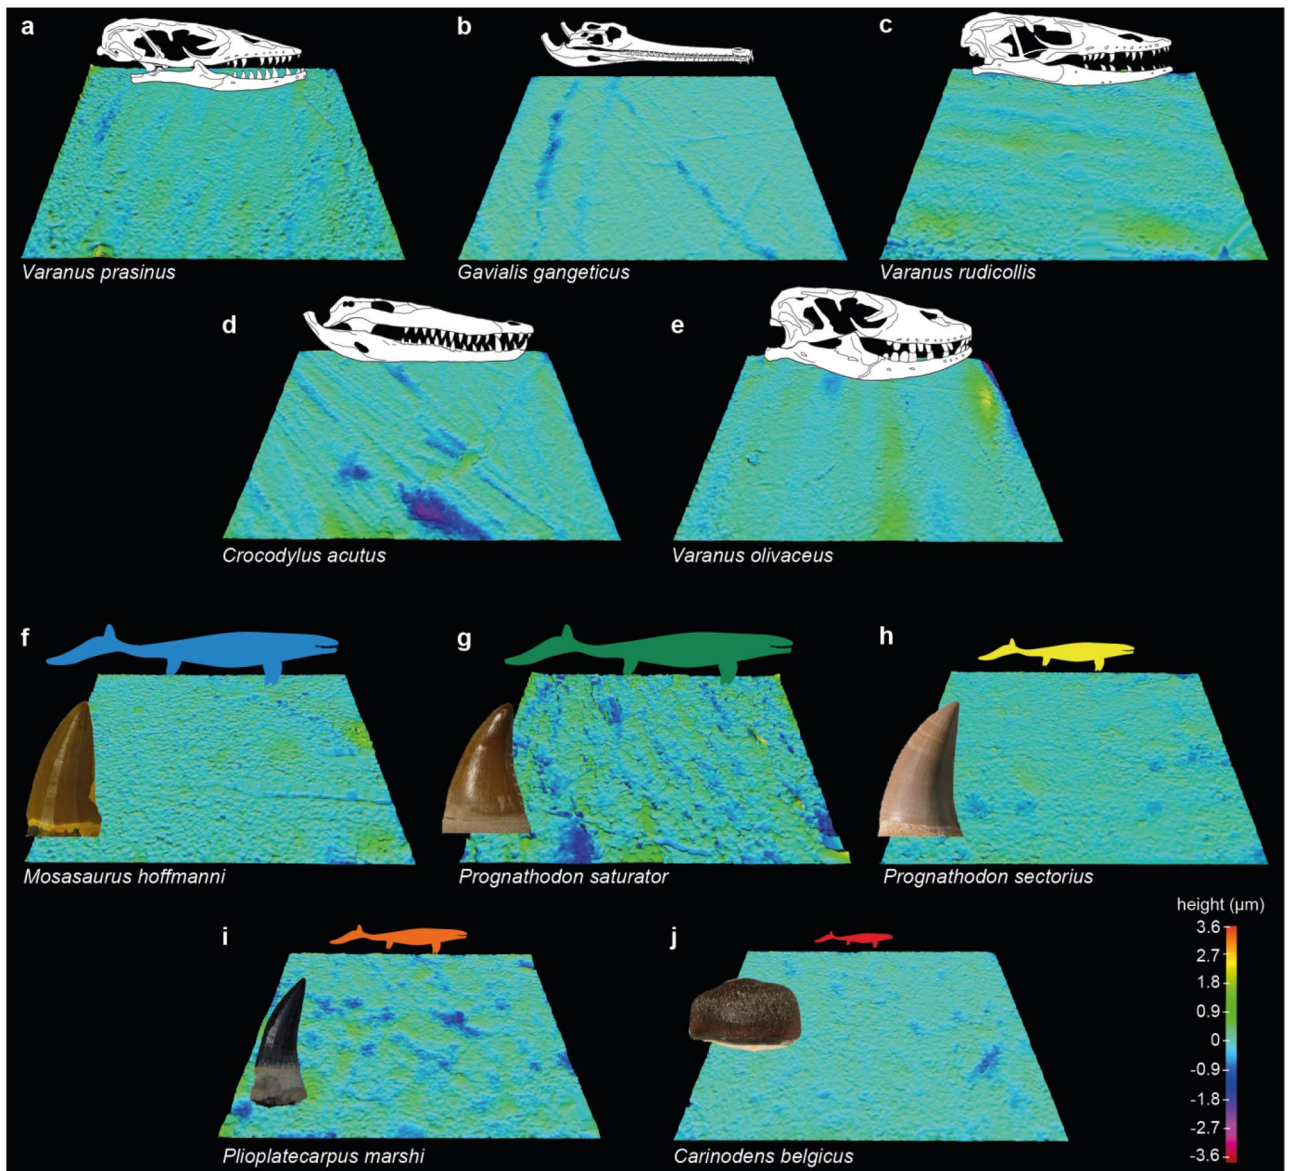 a
b
c
Varanus prasinus
Gavialis gangeticus
Varanus rudicollis
d
e
Crocodylus acutus
Varanus olivaceus
f
g
h
Mosasaurus hoffmanni
Prognathodon saturator
Prognathodon sectorius
i
j
height (µm)
3.6
2.7
1.8
0.9
0
-0.9
-1.8
-2.7
-3.6
Plioplatecarpus marshi
Carinodens belgicus